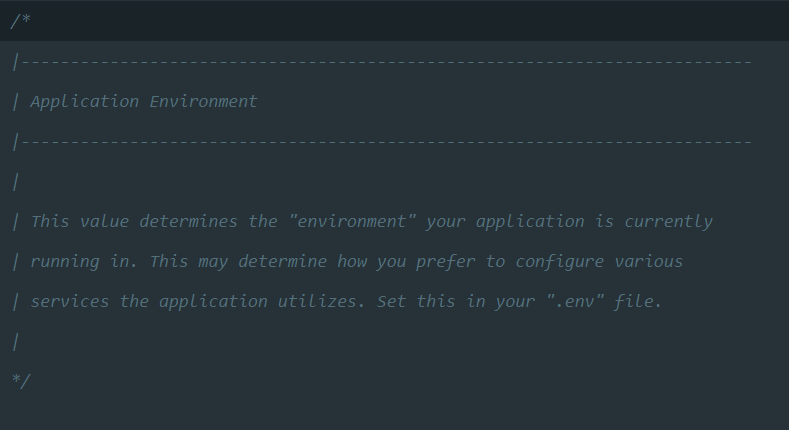 /*
|--------------------------------------------------------------------------
| Application Environment
|--------------------------------------------------------------------------
|
| This value determines the "environment" your application is currently
| running in. This may determine how you prefer to configure various
| services the application utilizes. Set this in your ".env" file.
|
*/